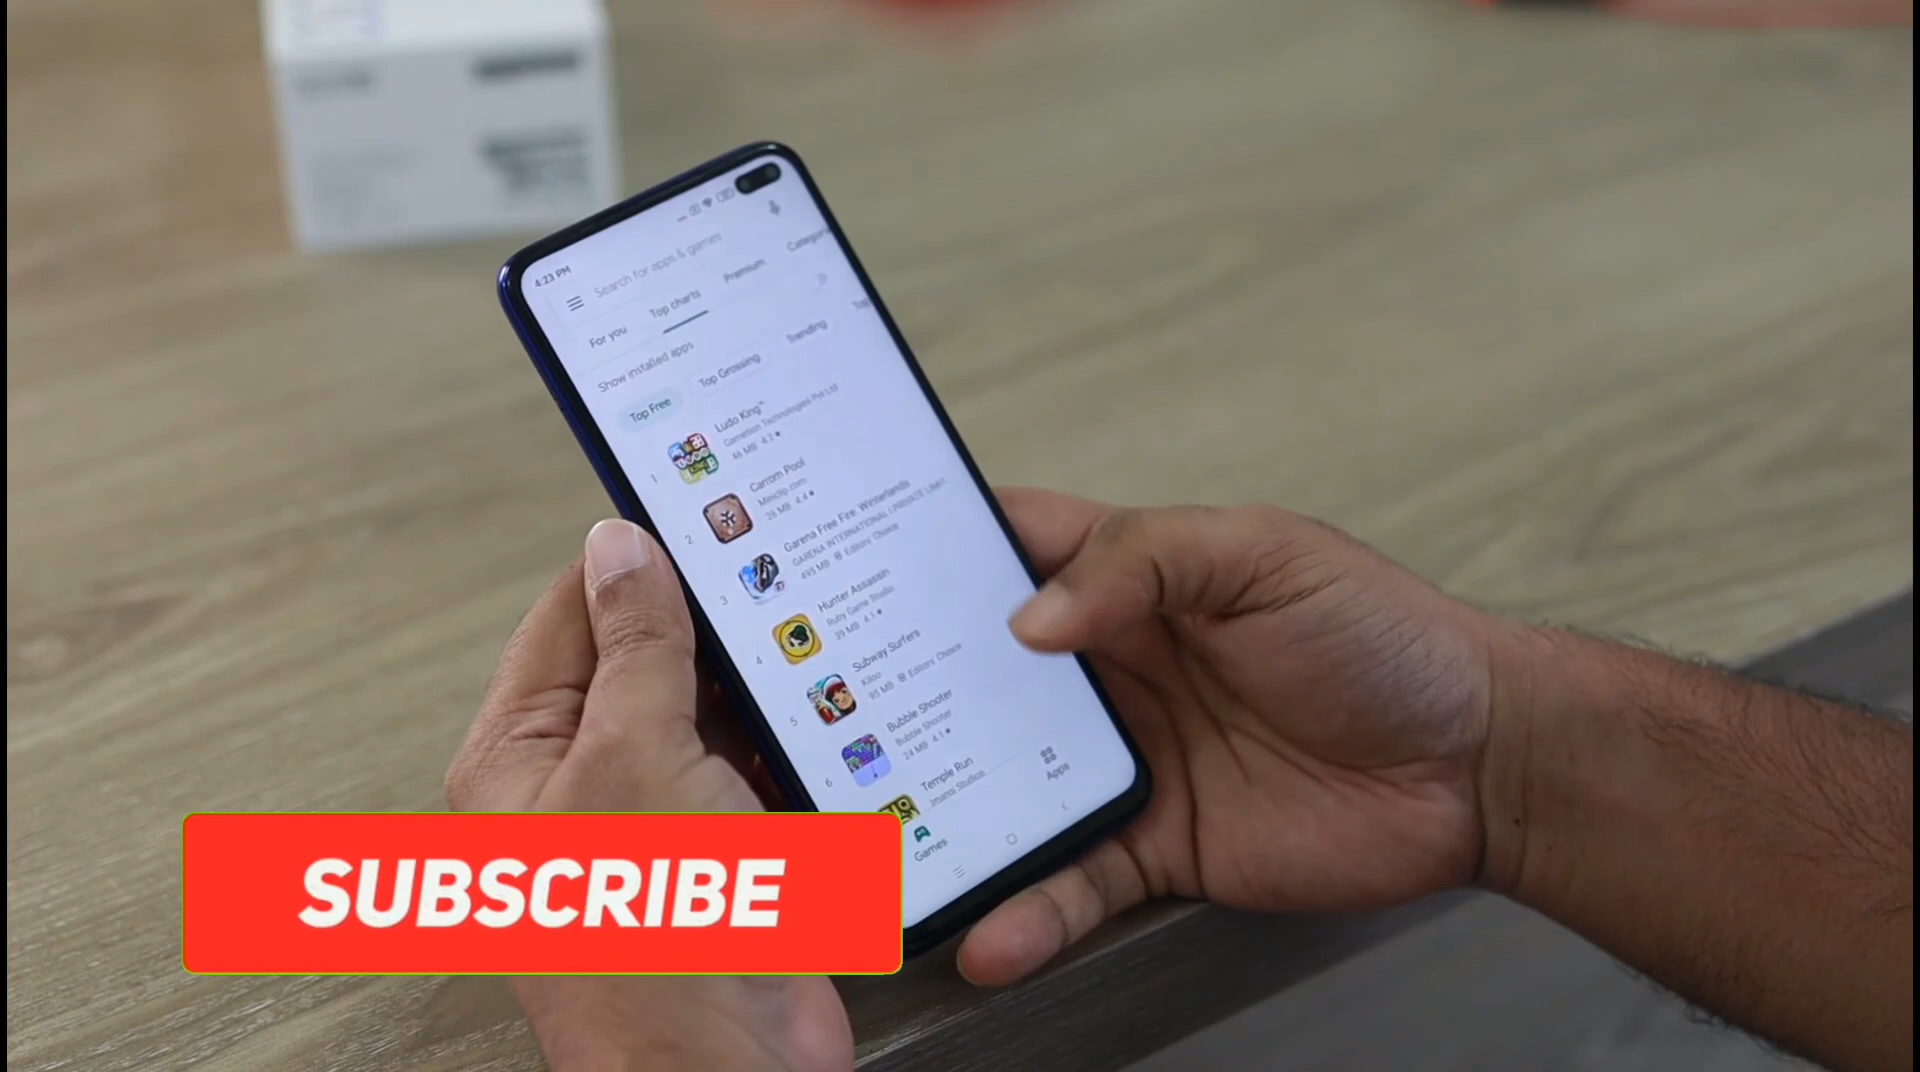 4:23 PM
Search for apps & games
For you
Top charts
Premium
Show installed apps
Top Free
Top Grossing
Trending
1
Ludo King™
Gametion Technologies Pvt Ltd
46 MB 4.2★
2
Carrom Pool
Miniclip.com
26 MB 4.4★
3
Garena Free Fire: Winterlands
GARENA INTERNATIONAL I PRIVATE LIMIT
495 MB Editors' Choice
4
Hunter Assassin
Ruby Game Studio
39 MB 4.1★
5
Subway Surfers
Kiloo
95 MB Editors' Choice
6
Bubble Shooter
Bubble Shooter
24 MB 4.1★
Temple Run
Imangi Studios
Games
Apps
SUBSCRIBE